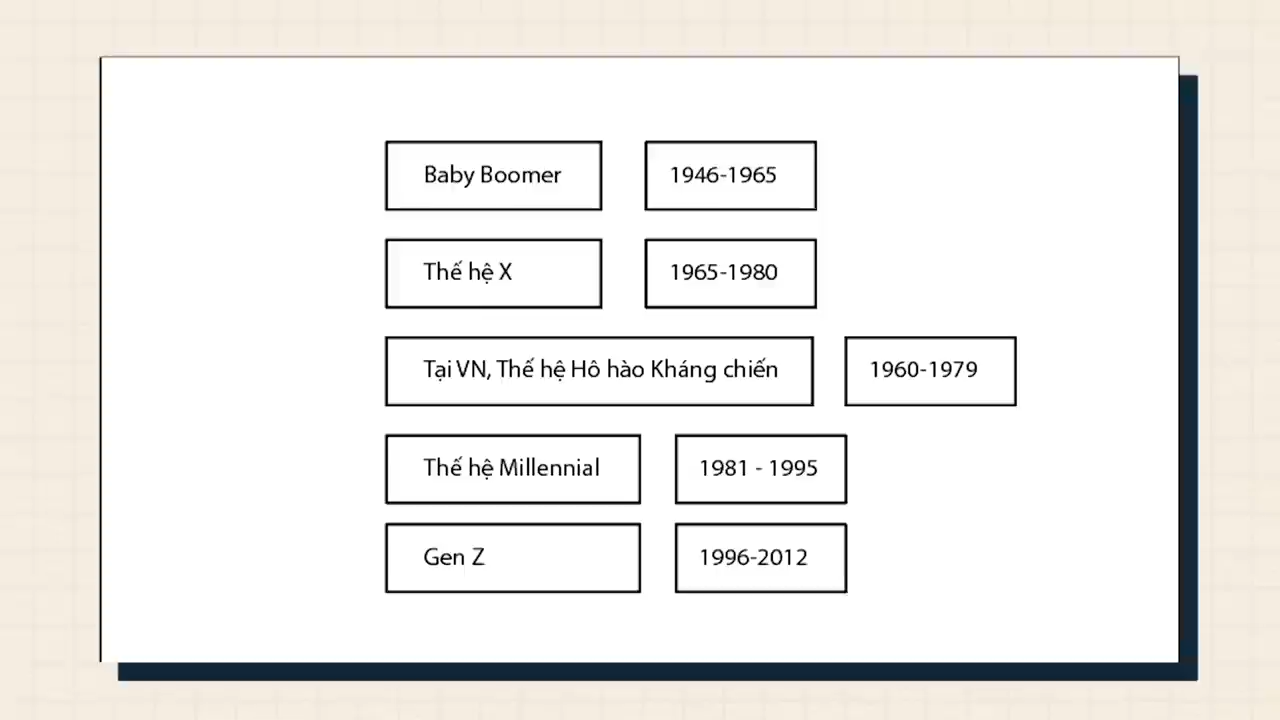 Baby Boomer 1946-1965
Thế hệ X 1965-1980
Tại VN, Thế hệ Hô hào Kháng chiến 1960-1979
Thế hệ Millennial 1981 - 1995
Gen Z 1996-2012